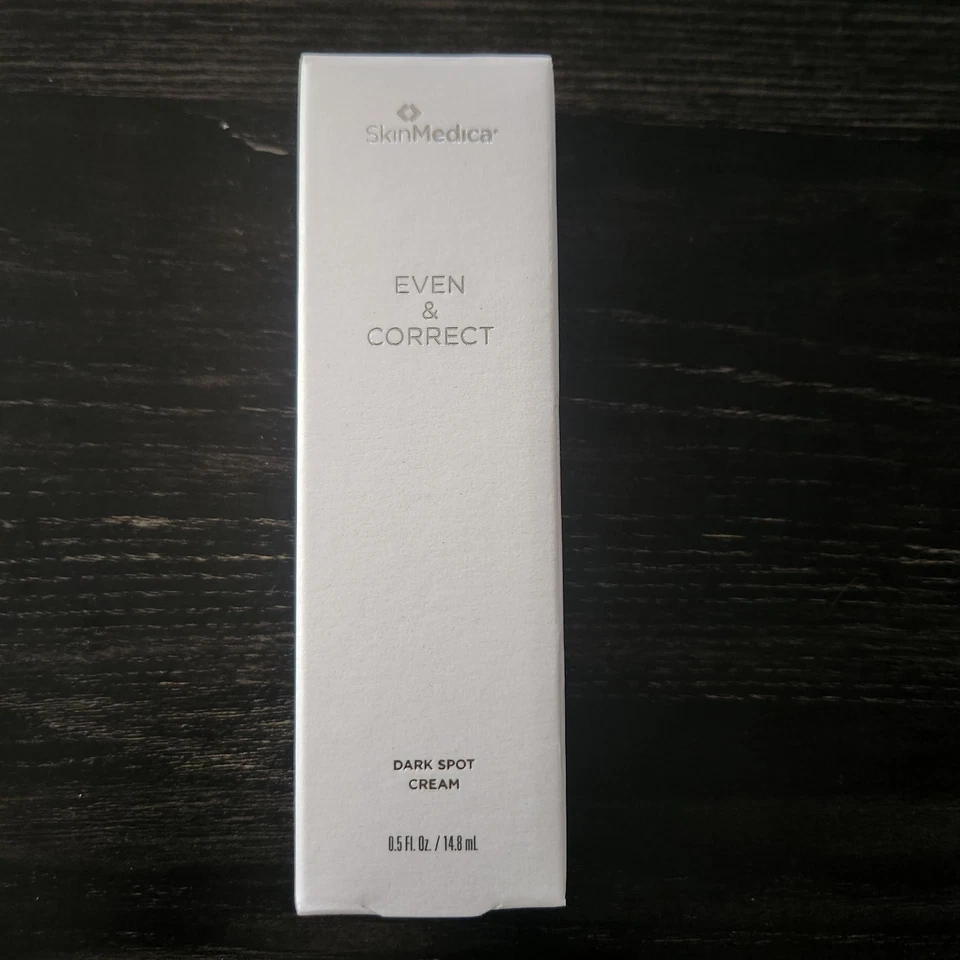 SkinMedica®
EVEN
&
CORRECT
DARK SPOT
CREAM
0.5 Fl. Oz. / 14.8 mL